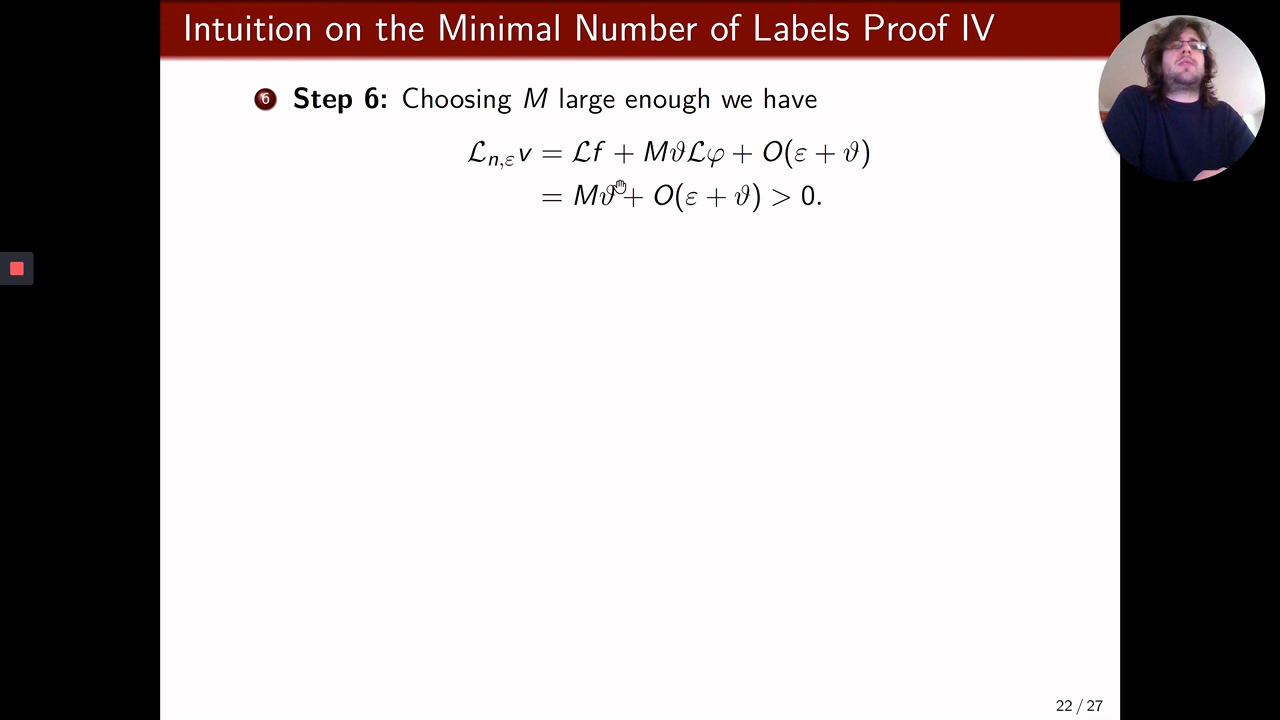 Intuition on the Minimal Number of Labels Proof IV
6 Step 6: Choosing M large enough we have
ℒ_{n,ε}v = ℒf + Mϑℒφ + O(ε + ϑ)
= Mϑ + O(ε + ϑ) > 0.
22 / 27